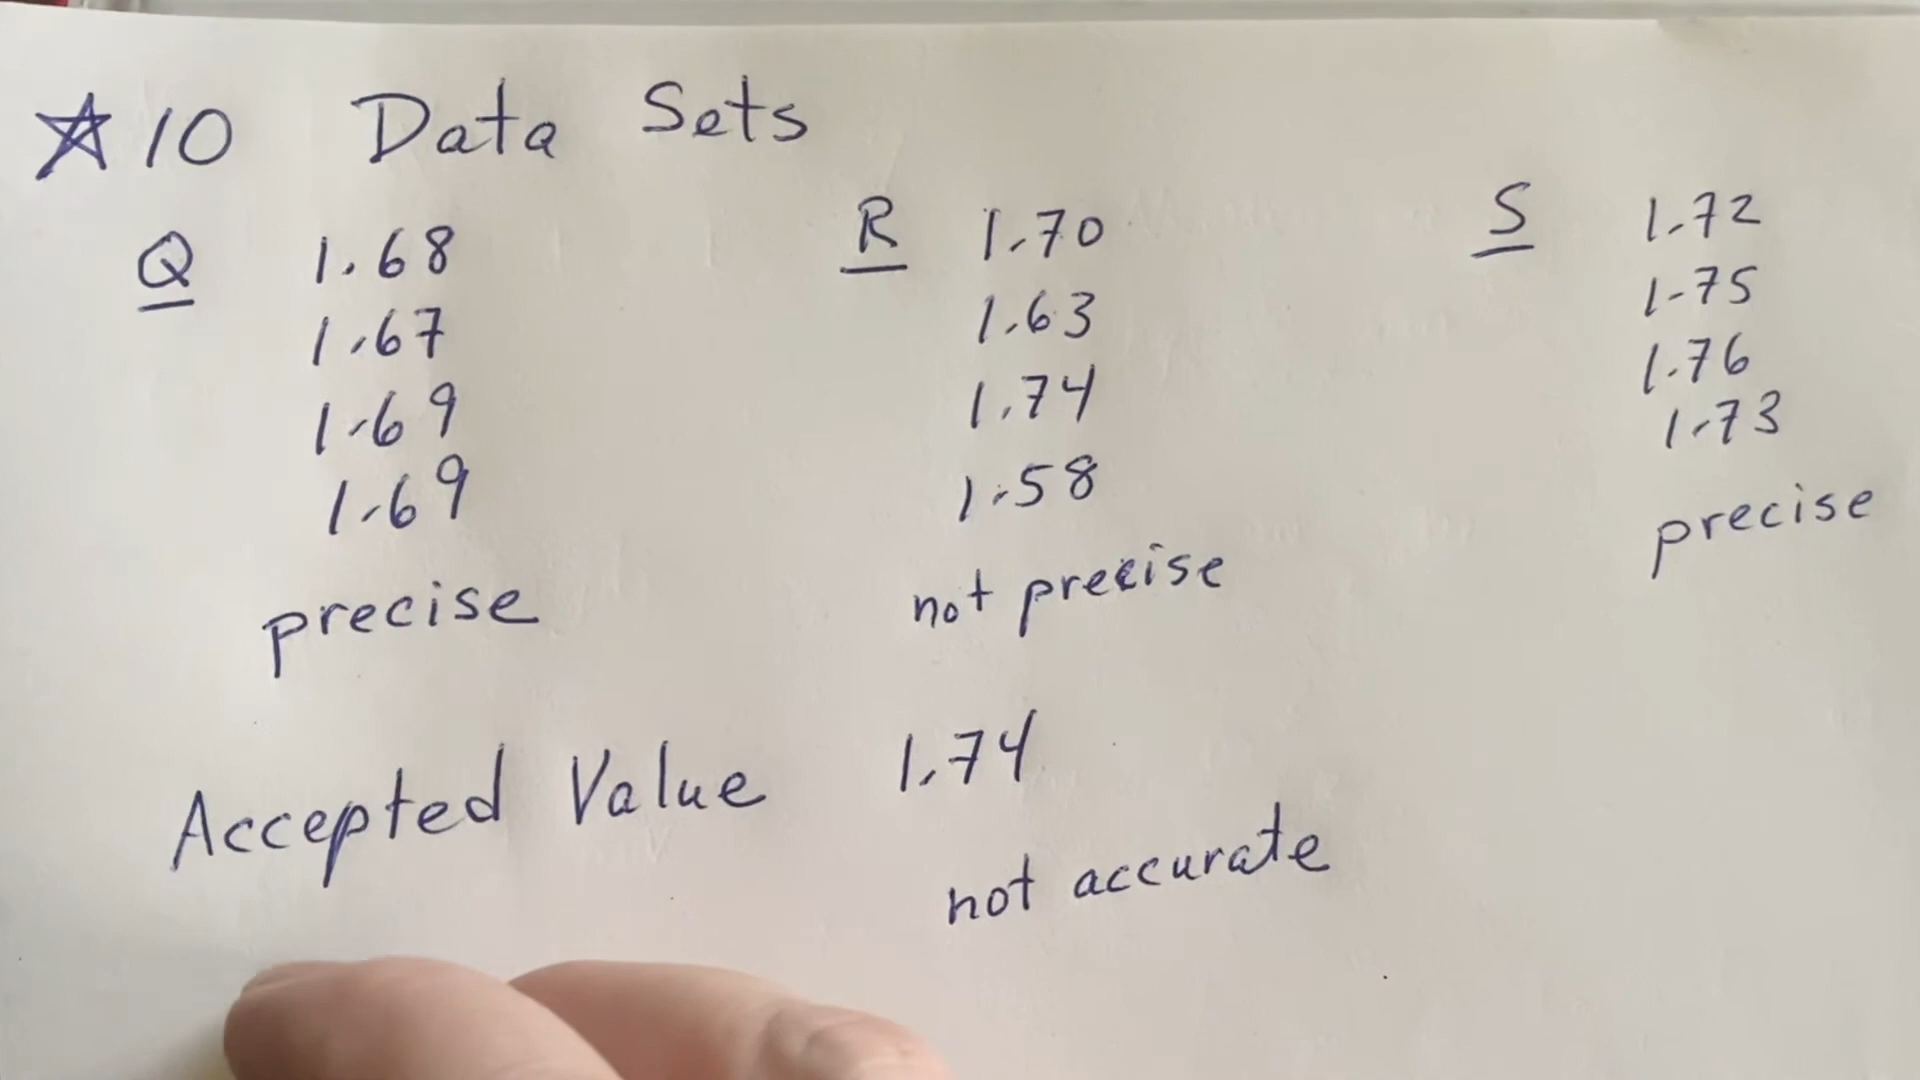 ☆10 Data Sets
Q 1.68
1.67
1.69
1.69
precise
R 1.70
1.63
1.74
1.58
not precise
S 1.72
1.75
1.76
1.73
precise
Accepted Value 1.74
not accurate